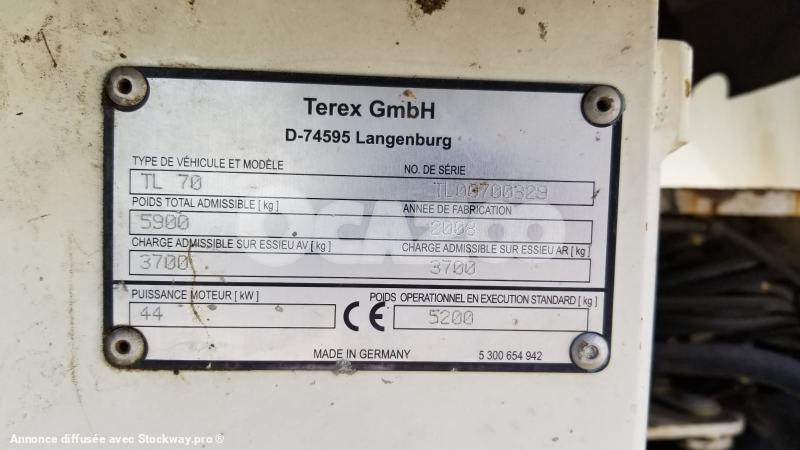 Terex GmbH
D-74595 Langenburg
TYPE DE VÉHICULE ET MODÈLE NO. DE SÉRIE
TL 70 TL00700329
POIDS TOTAL ADMISSIBLE [ kg ] ANNEE DE FABRICATION
5900 2008
CHARGE ADMISSIBLE SUR ESSIEU AV [ kg ] CHARGE ADMISSIBLE SUR ESSIEU AR [ kg ]
3700 3700
PUISSANCE MOTEUR [ kW ] POIDS OPERATIONNEL EN EXECUTION STANDARD [ kg ]
44 CE 5200
MADE IN GERMANY 5 300 654 942
OCAZOO
Annonce diffusée avec Stockway.pro ®